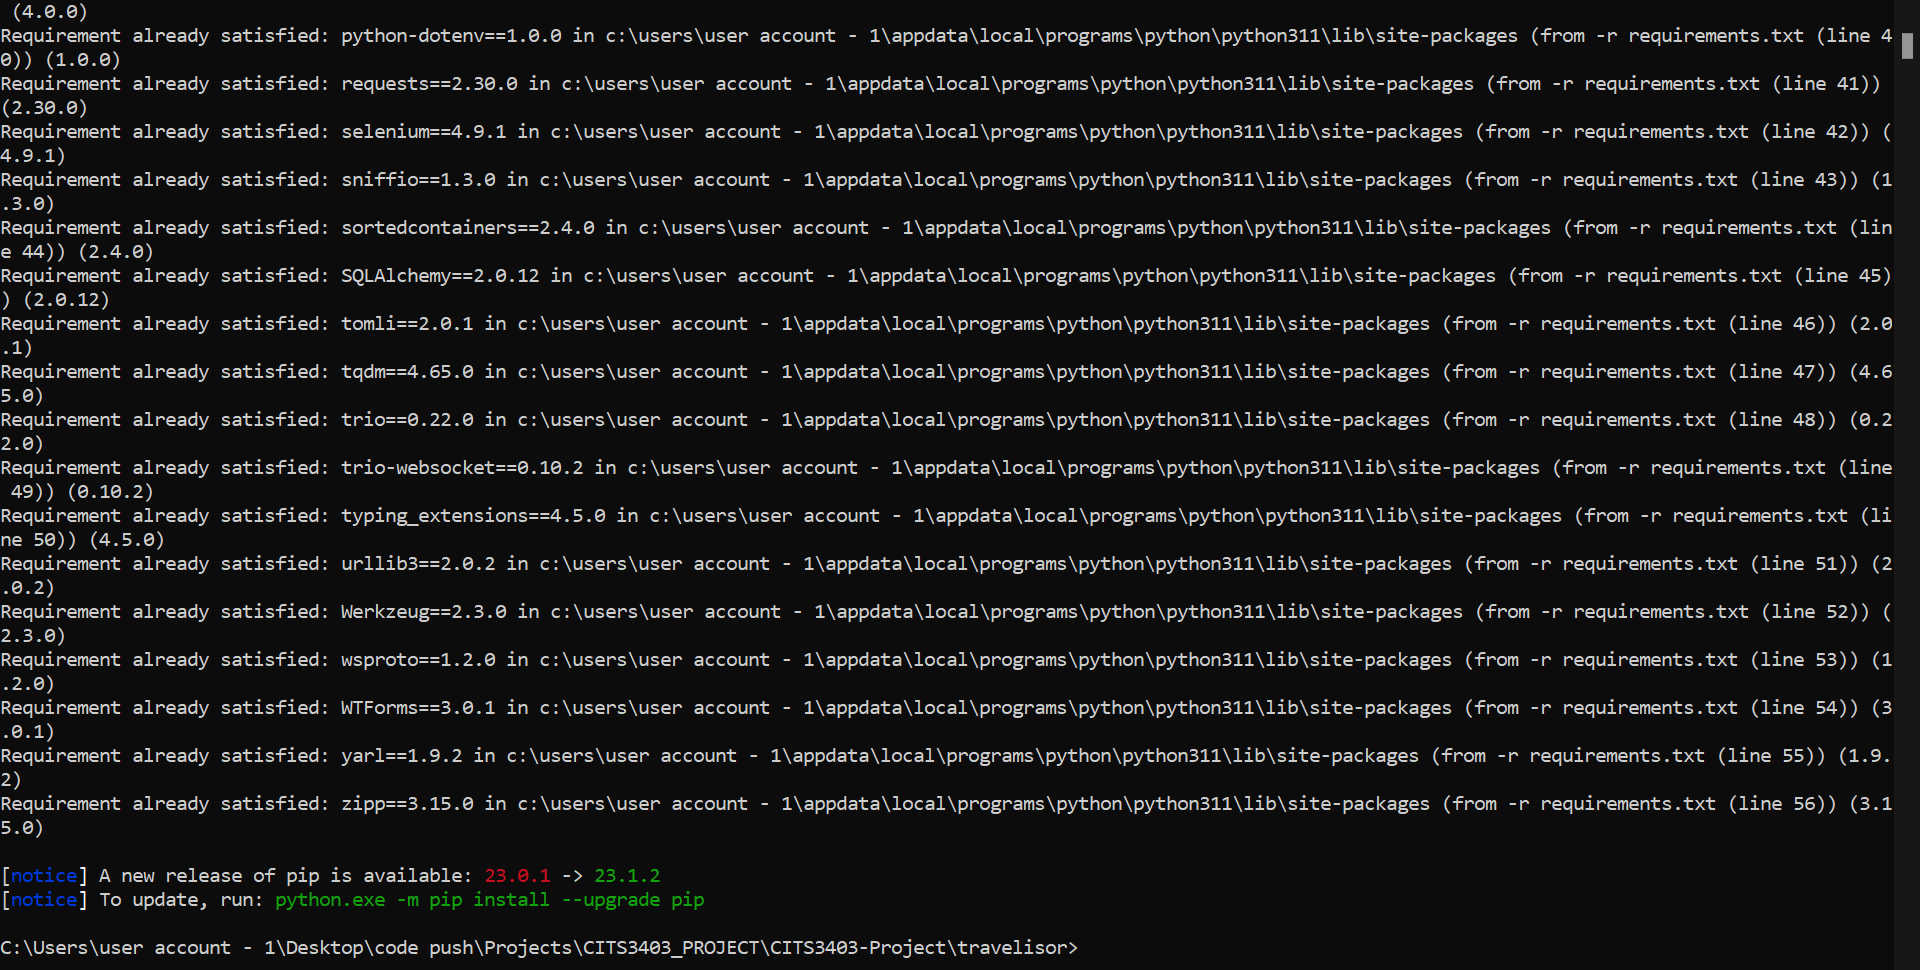 (4.0.0)
Requirement already satisfied: python-dotenv==1.0.0 in c:\users\user account - 1\appdata\local\programs\python\python311\lib\site-packages (from -r requirements.txt (line 4
0)) (1.0.0)
Requirement already satisfied: requests==2.30.0 in c:\users\user account - 1\appdata\local\programs\python\python311\lib\site-packages (from -r requirements.txt (line 41))
(2.30.0)
Requirement already satisfied: selenium==4.9.1 in c:\users\user account - 1\appdata\local\programs\python\python311\lib\site-packages (from -r requirements.txt (line 42)) (
4.9.1)
Requirement already satisfied: sniffio==1.3.0 in c:\users\user account - 1\appdata\local\programs\python\python311\lib\site-packages (from -r requirements.txt (line 43)) (1
.3.0)
Requirement already satisfied: sortedcontainers==2.4.0 in c:\users\user account - 1\appdata\local\programs\python\python311\lib\site-packages (from -r requirements.txt (lin
e 44)) (2.4.0)
Requirement already satisfied: SQLAlchemy==2.0.12 in c:\users\user account - 1\appdata\local\programs\python\python311\lib\site-packages (from -r requirements.txt (line 45)
) (2.0.12)
Requirement already satisfied: tomli==2.0.1 in c:\users\user account - 1\appdata\local\programs\python\python311\lib\site-packages (from -r requirements.txt (line 46)) (2.0
.1)
Requirement already satisfied: tqdm==4.65.0 in c:\users\user account - 1\appdata\local\programs\python\python311\lib\site-packages (from -r requirements.txt (line 47)) (4.6
5.0)
Requirement already satisfied: trio==0.22.0 in c:\users\user account - 1\appdata\local\programs\python\python311\lib\site-packages (from -r requirements.txt (line 48)) (0.2
2.0)
Requirement already satisfied: trio-websocket==0.10.2 in c:\users\user account - 1\appdata\local\programs\python\python311\lib\site-packages (from -r requirements.txt (line
 49)) (0.10.2)
Requirement already satisfied: typing_extensions==4.5.0 in c:\users\user account - 1\appdata\local\programs\python\python311\lib\site-packages (from -r requirements.txt (li
ne 50)) (4.5.0)
Requirement already satisfied: urllib3==2.0.2 in c:\users\user account - 1\appdata\local\programs\python\python311\lib\site-packages (from -r requirements.txt (line 51)) (2
.0.2)
Requirement already satisfied: Werkzeug==2.3.0 in c:\users\user account - 1\appdata\local\programs\python\python311\lib\site-packages (from -r requirements.txt (line 52)) (
2.3.0)
Requirement already satisfied: wsproto==1.2.0 in c:\users\user account - 1\appdata\local\programs\python\python311\lib\site-packages (from -r requirements.txt (line 53)) (1
.2.0)
Requirement already satisfied: WTForms==3.0.1 in c:\users\user account - 1\appdata\local\programs\python\python311\lib\site-packages (from -r requirements.txt (line 54)) (3
.0.1)
Requirement already satisfied: yarl==1.9.2 in c:\users\user account - 1\appdata\local\programs\python\python311\lib\site-packages (from -r requirements.txt (line 55)) (1.9.
2)
Requirement already satisfied: zipp==3.15.0 in c:\users\user account - 1\appdata\local\programs\python\python311\lib\site-packages (from -r requirements.txt (line 56)) (3.1
5.0)
[notice] A new release of pip is available: 23.0.1 -> 23.1.2
[notice] To update, run: python.exe -m pip install --upgrade pip
C:\Users\user account - 1\Desktop\code push\Projects\CITS3403_PROJECT\CITS3403-Project\travelisor>